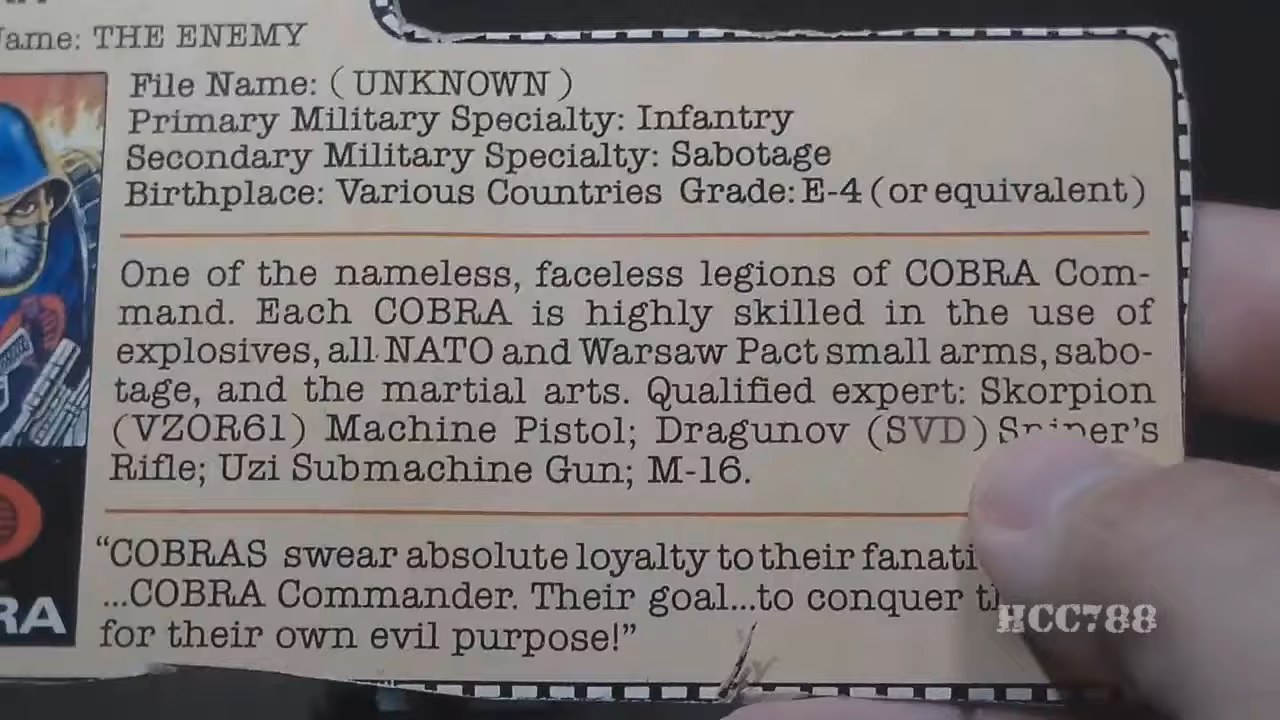 ame: THE ENEMY
File Name: (UNKNOWN)
Primary Military Specialty: Infantry
Secondary Military Specialty: Sabotage
Birthplace: Various Countries Grade: E-4 (or equivalent)
One of the nameless, faceless legions of COBRA Com-
mand. Each COBRA is highly skilled in the use of
explosives, all NATO and Warsaw Pact small arms, sabo-
tage, and the martial arts. Qualified expert: Skorpion
(VZOR61) Machine Pistol; Dragunov (SVD) Sniper's
Rifle; Uzi Submachine Gun; M-16.
"COBRAS swear absolute loyalty to their fanati
...COBRA Commander. Their goal...to conquer
for their own evil purpose!"
RA
HCC788